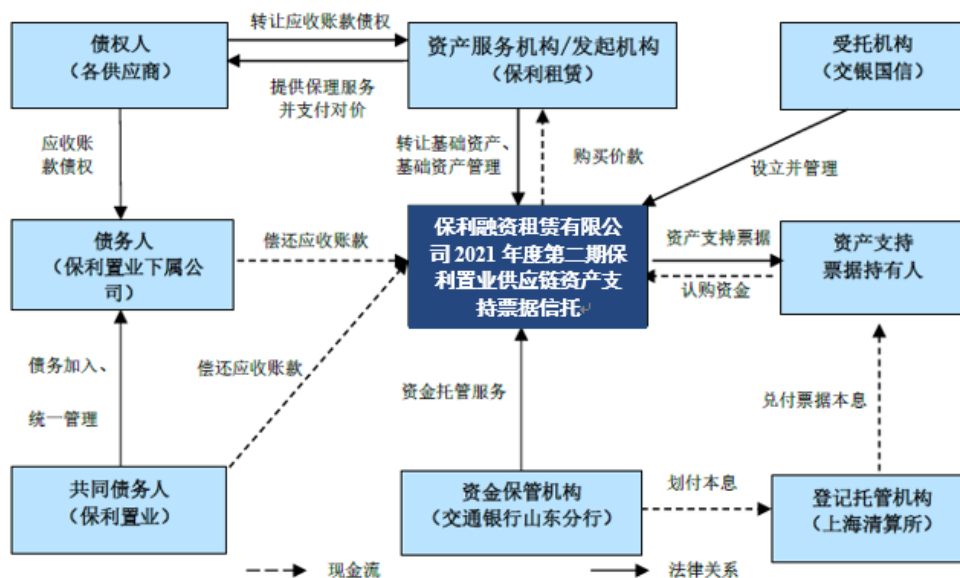 债权人
（各供应商）
转让应收账款债权
提供保理服务
并支付对价
资产服务机构/发起机构
（保利租赁）
受托机构
（交银国信）
应收账
款债权
转让基础资产、
基础资产管理
购买价款
设立并管理
债务人
（保利置业下属公
司）
偿还应收账款
保利融资租赁有限公
司 2021 年度第二期保
利置业供应链资产支
持票据信托
资产支持票据
认购资金
资产支持
票据持有人
债务加入、
统一管理
偿还应收账款
资金托管服务
兑付票据本息
共同债务人
（保利置业）
资金保管机构
（交通银行山东分行）
划付本息
登记托管机构
（上海清算所）
现金流
法律关系